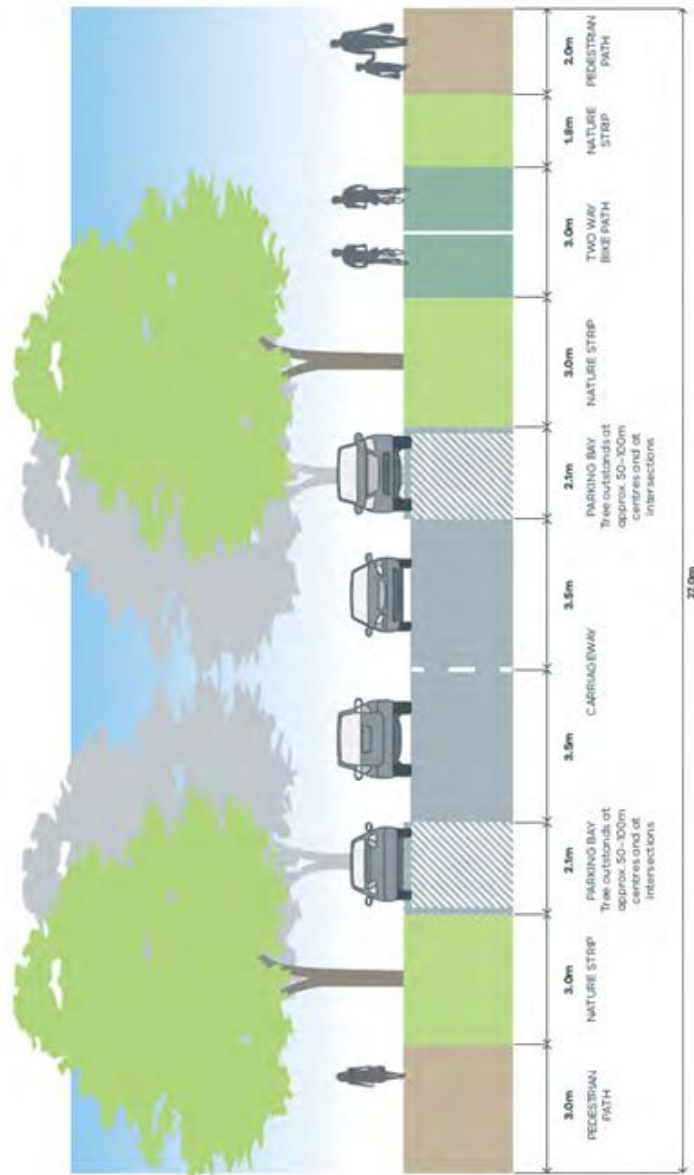 3.0m
PEDESTRIAN
PATH
3.0m
NATURE STRIP
2.1m
PARKING BAY
Tree outstands at
approx. 50-100m
centres and at
intersections
3.5m
CARRIAGEWAY
3.5m
2.1m
PARKING BAY
Tree outstands at
approx. 50-100m
centres and at
intersections
3.0m
NATURE STRIP
3.0m
TWO WAY
BIKE PATH
1.8m
NATURE
STRIP
2.0m
PEDESTRIAN
PATH
27.0m